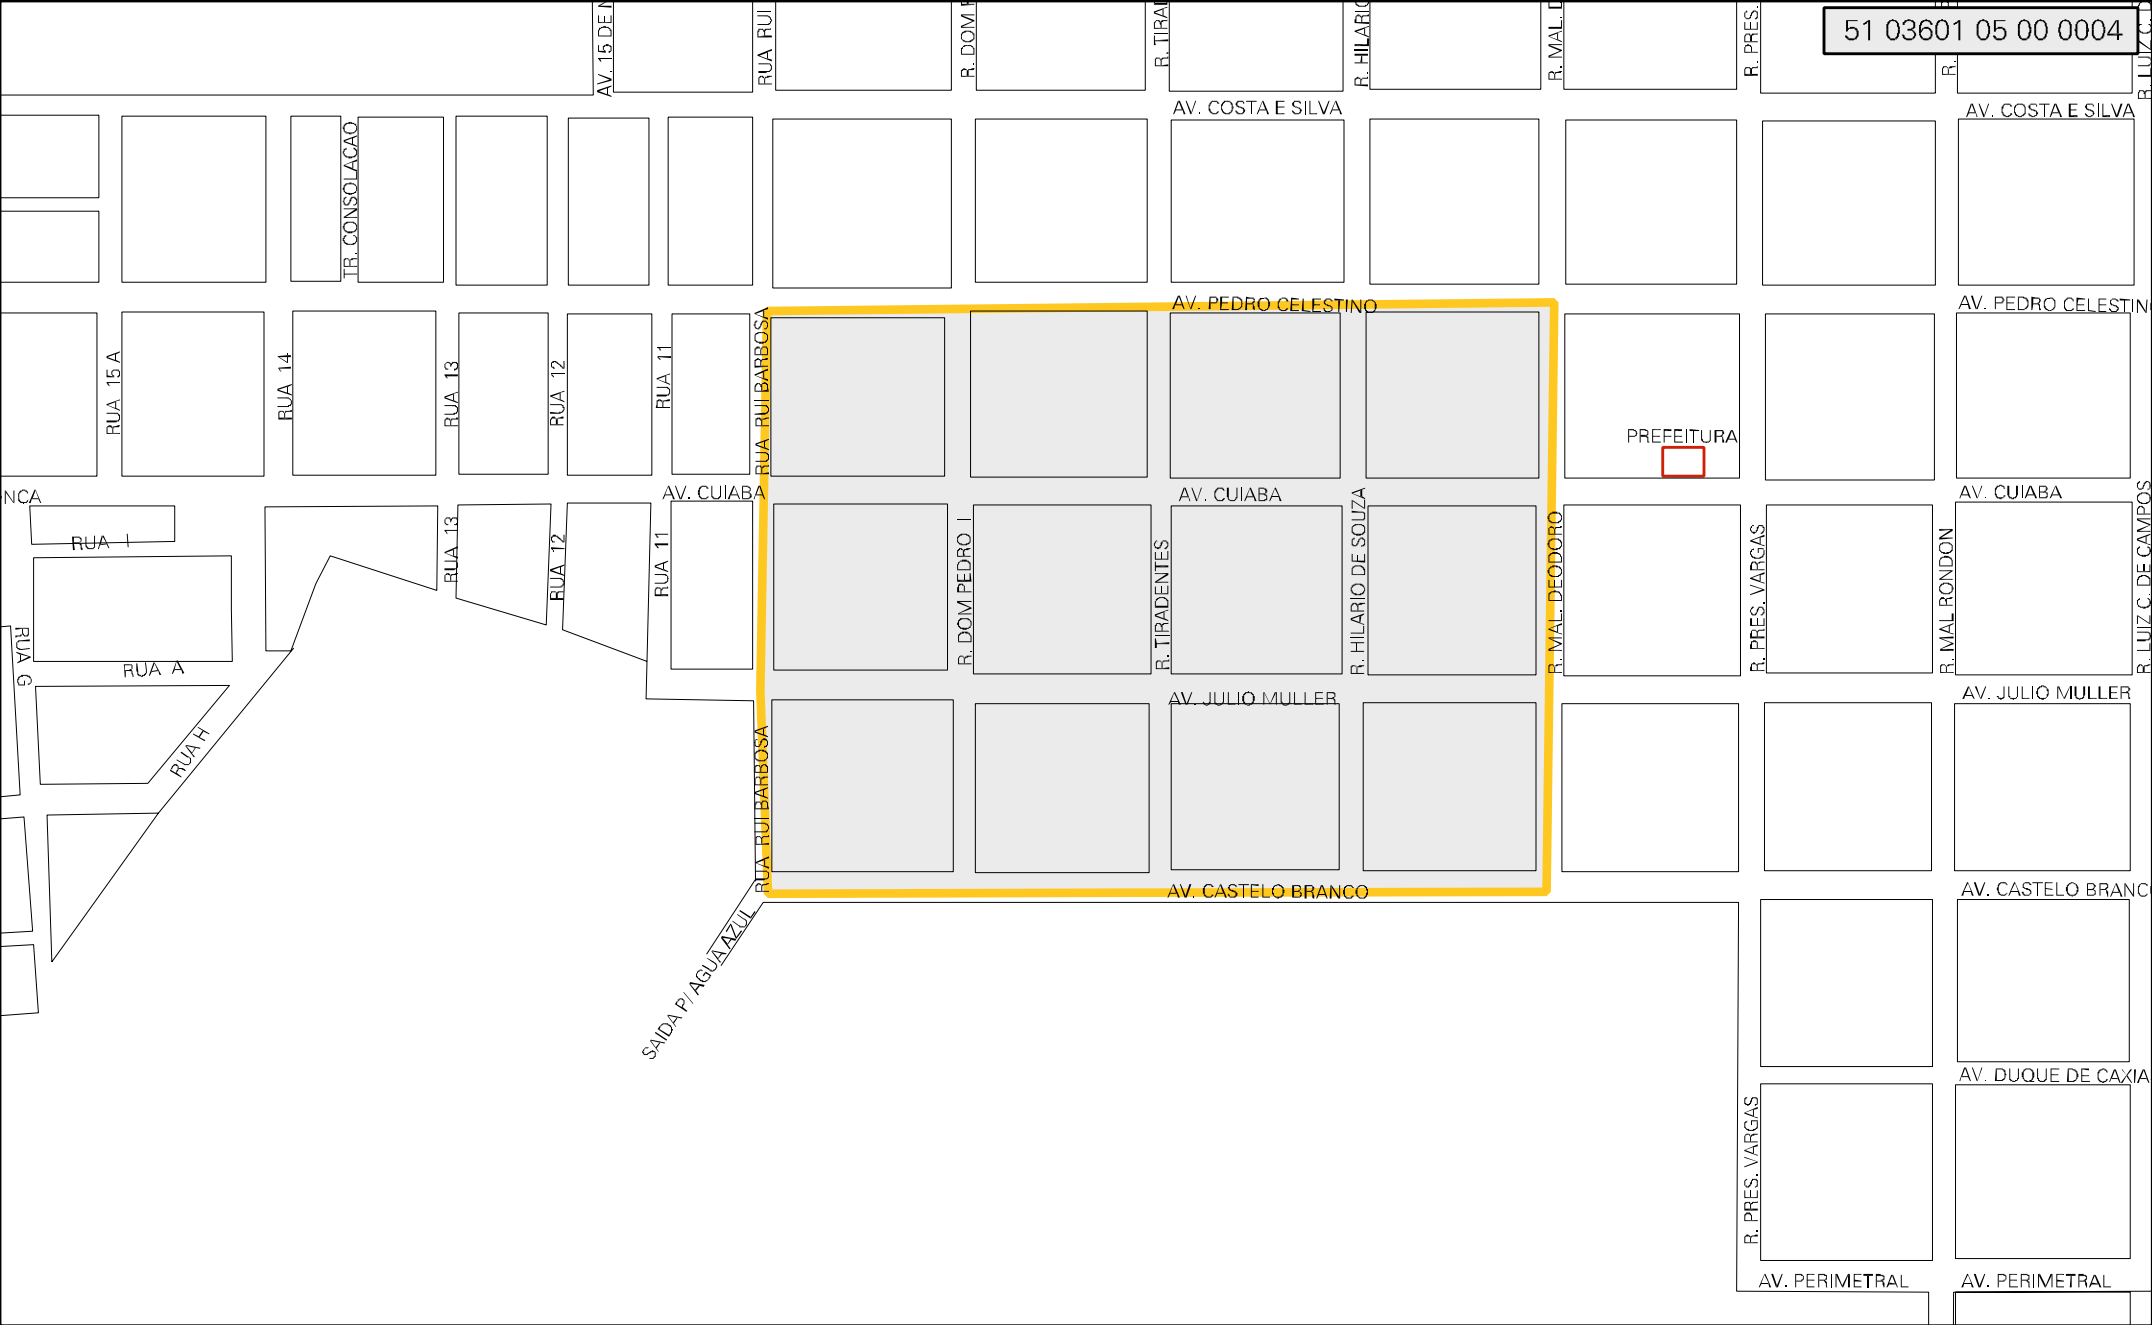 AV. 15 DE
RUA RUI
R. DOM
R.
R. HILARIO
R. MAL.
R. PRES.
R.
51 03601 05 00 0004
R. LUIZ C.
AV. COSTA E SILVA
AV. COSTA E SILVA
TR. CONSOLACAO
AV. PEDRO CELESTINO
AV. PEDRO CELESTINO
RUA 15 A
RUA 14
RUA 13
RUA 12
RUA 11
RUA RUI BARBOSA
PREFEITURA
NCA
AV. CUIABA
AV. CUIABA
AV. CUIABA
RUA I
RUA 13
RUA 12
RUA 11
R. DOM PEDRO I
R. TIRADENTES
R. HILARIO DE SOUZA
R. MAL. DEODORO
R. PRES. VARGAS
R. MAL RONDON
R. LUIZ C. DE CAMPOS
RUA G
RUA A
AV. JULIO MULLER
AV. JULIO MULLER
RUA H
RUA RUI BARBOSA
AV. CASTELO BRANCO
AV. CASTELO BRANCO
SAIDA P/ AGUA AZUL
AV. DUQUE DE CAXIA
R. PRES. VARGAS
AV. PERIMETRAL
AV. PERIMETRAL